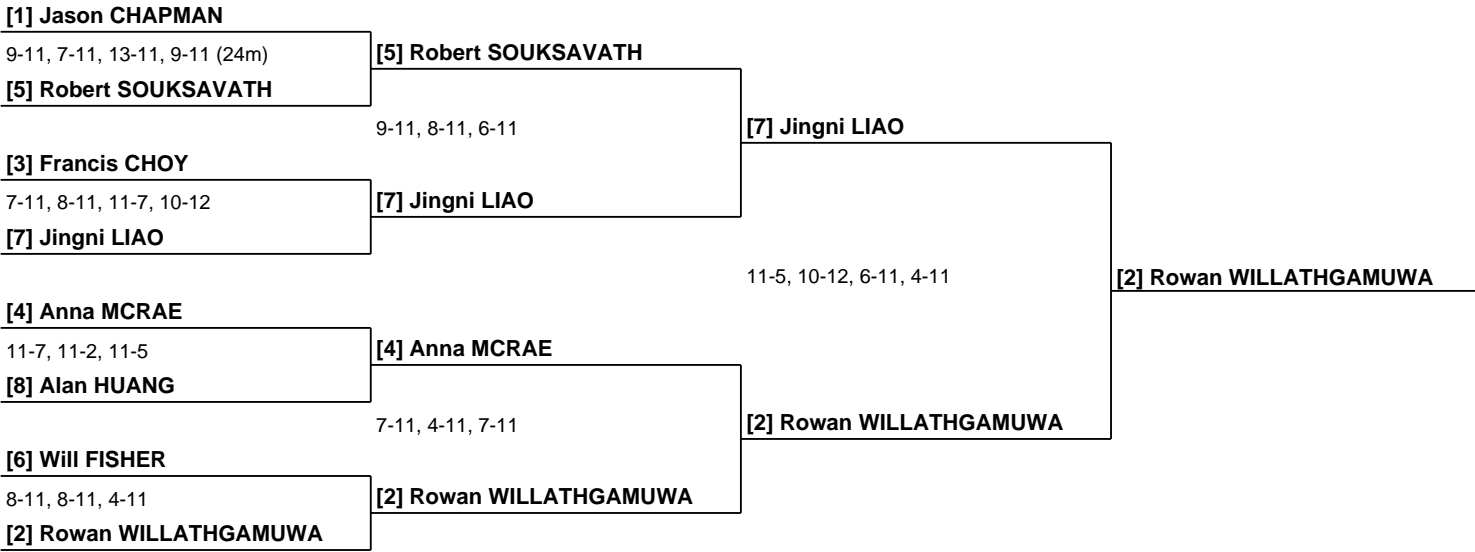 [1] Jason CHAPMAN
9-11, 7-11, 13-11, 9-11 (24m)
[5] Robert SOUKSAVATH
[5] Robert SOUKSAVATH
9-11, 8-11, 6-11
[7] Jingni LIAO
[3] Francis CHOY
7-11, 8-11, 11-7, 10-12
[7] Jingni LIAO
[7] Jingni LIAO
11-5, 10-12, 6-11, 4-11
[2] Rowan WILLATHGAMUWA
[4] Anna MCRAE
11-7, 11-2, 11-5
[4] Anna MCRAE
[8] Alan HUANG
7-11, 4-11, 7-11
[2] Rowan WILLATHGAMUWA
[6] Will FISHER
8-11, 8-11, 4-11
[2] Rowan WILLATHGAMUWA
[2] Rowan WILLATHGAMUWA